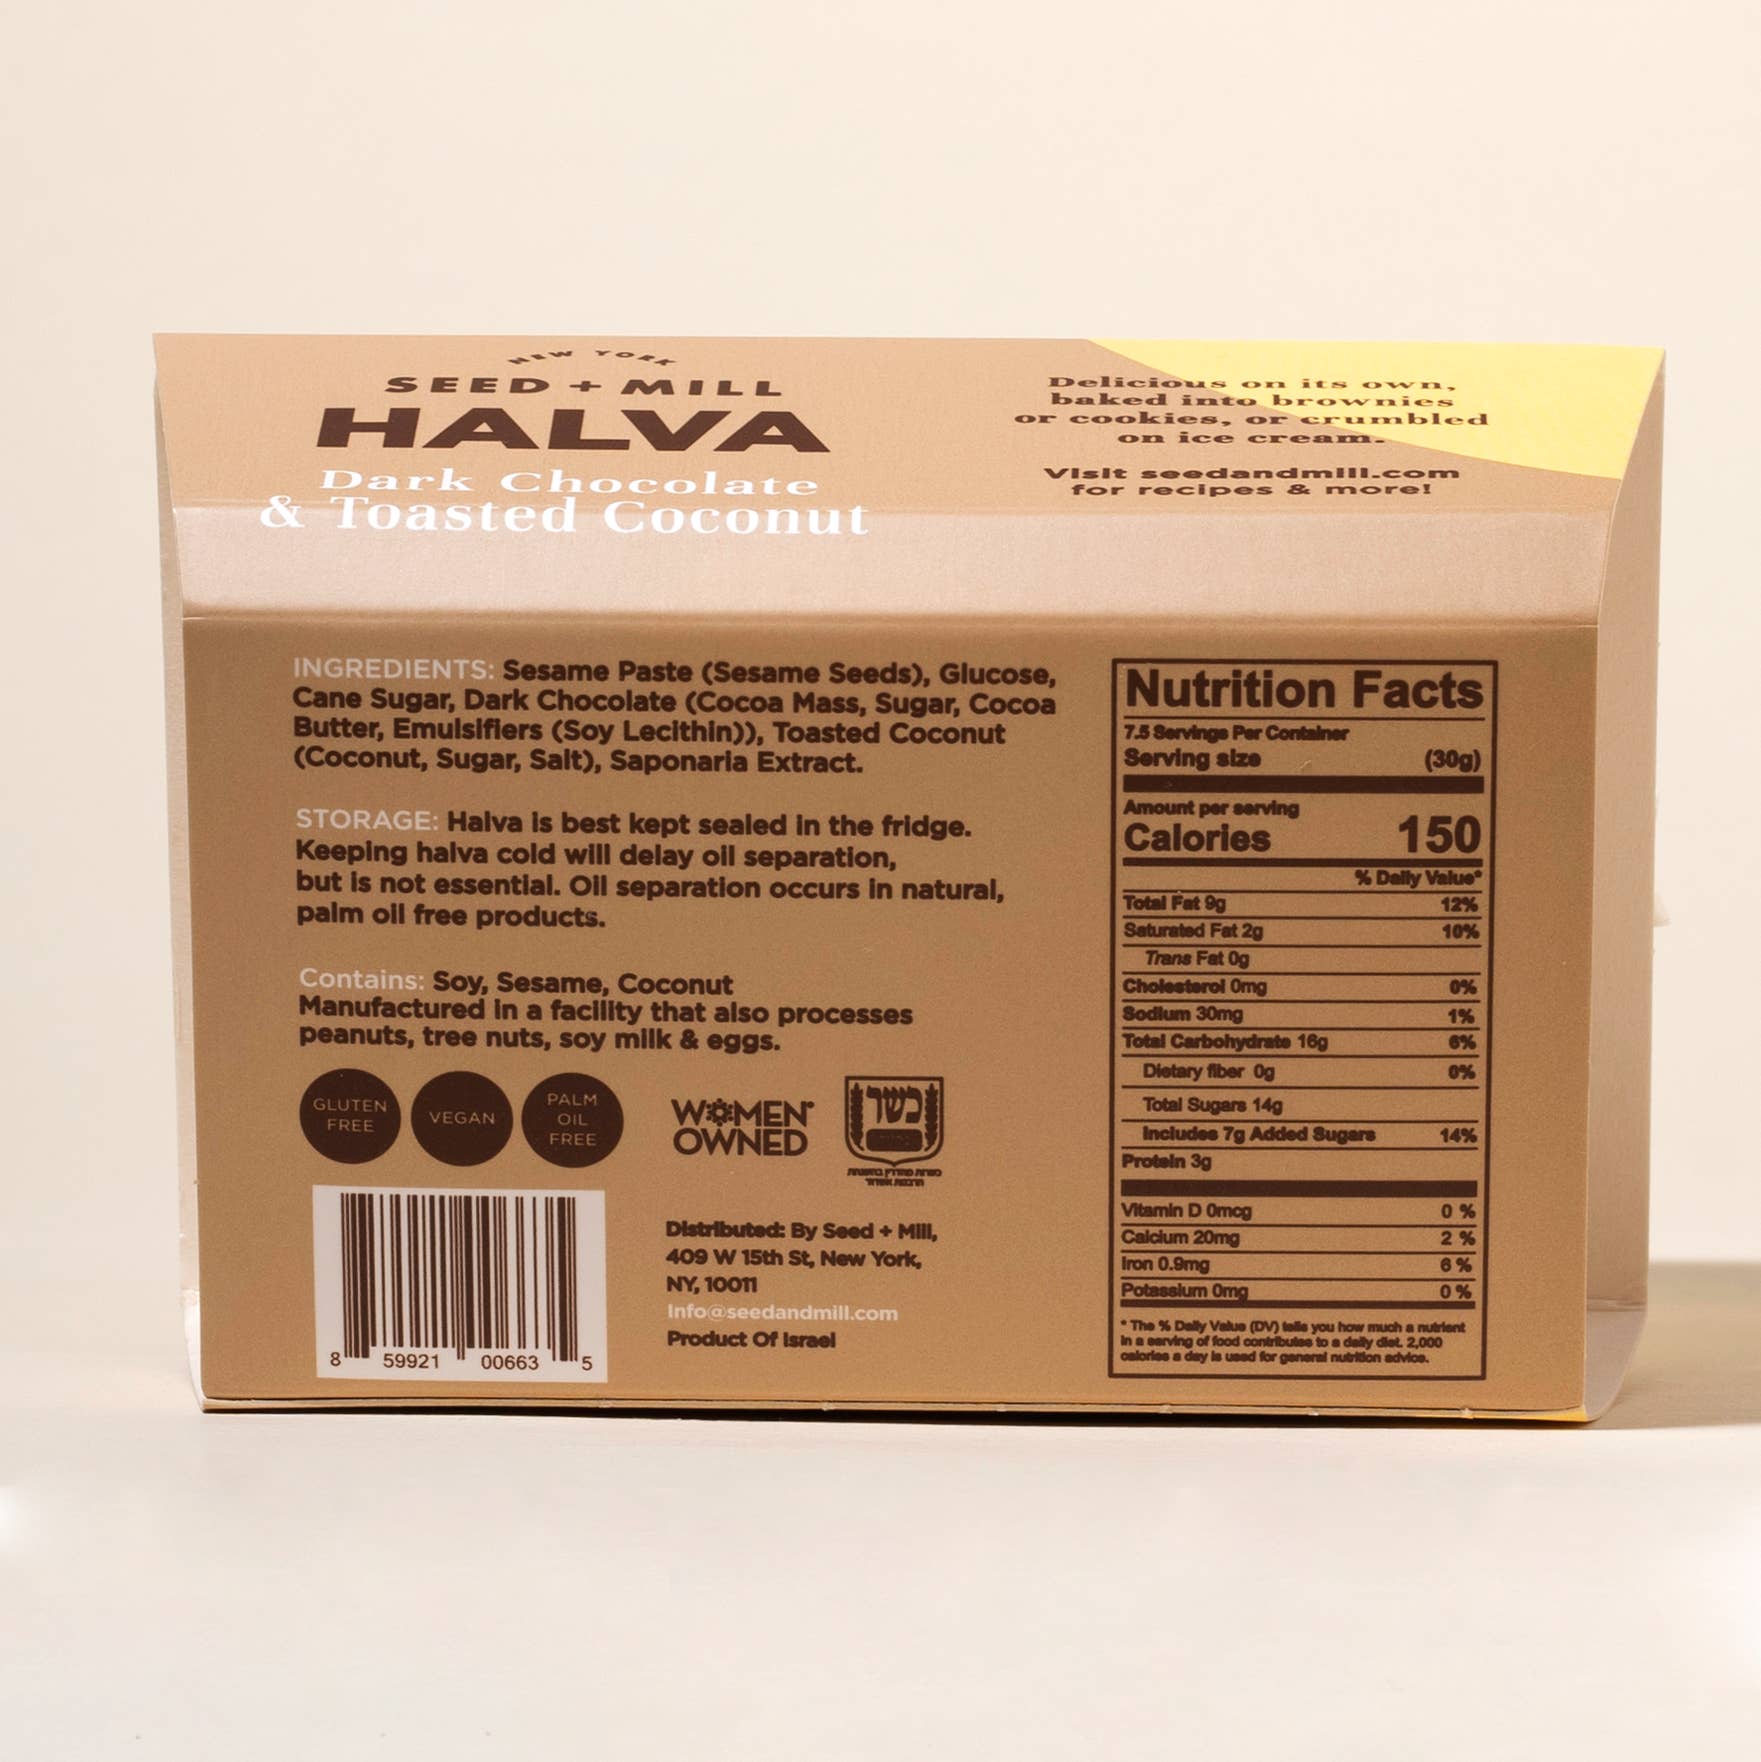 NEW YORK
SEED + MILL
HALVA
Dark Chocolate
& Toasted Coconut
Delicious on its own,
baked into brownies
or cookies, or crumbled
on ice cream.
Visit seedandmill.com
for recipes & more!
INGREDIENTS: Sesame Paste (Sesame Seeds), Glucose,
Cane Sugar, Dark Chocolate (Cocoa Mass, Sugar, Cocoa
Butter, Emulsifiers (Soy Lecithin)), Toasted Coconut
(Coconut, Sugar, Salt), Saponaria Extract.
STORAGE: Halva is best kept sealed in the fridge.
Keeping halva cold will delay oil separation,
but is not essential. Oil separation occurs in natural,
palm oil free products.
Contains: Soy, Sesame, Coconut
Manufactured in a facility that also processes
peanuts, tree nuts, soy milk & eggs.
GLUTEN
FREE
VEGAN
PALM
OIL
FREE
WOMEN
OWNED
כשר
8 59921 00663 5
Distributed: By Seed + Mill,
409 W 15th St, New York,
NY, 10011
Info@seedandmill.com
Product Of Israel
Nutrition Facts
7.5 Servings Per Container
Serving size (30g)
Amount per serving
Calories 150
% Daily Value*
Total Fat 9g 12%
Saturated Fat 2g 10%
Trans Fat 0g
Cholesterol 0mg 0%
Sodium 30mg 1%
Total Carbohydrate 16g 6%
Dietary fiber 0g 0%
Total Sugars 14g
Includes 7g Added Sugars 14%
Protein 3g
Vitamin D 0mcg 0 %
Calcium 20mg 2 %
Iron 0.9mg 6 %
Potassium 0mg 0 %
* The % Daily Value (DV) tells you how much a nutrient
in a serving of food contributes to a daily diet. 2,000
calories a day is used for general nutrition advice.